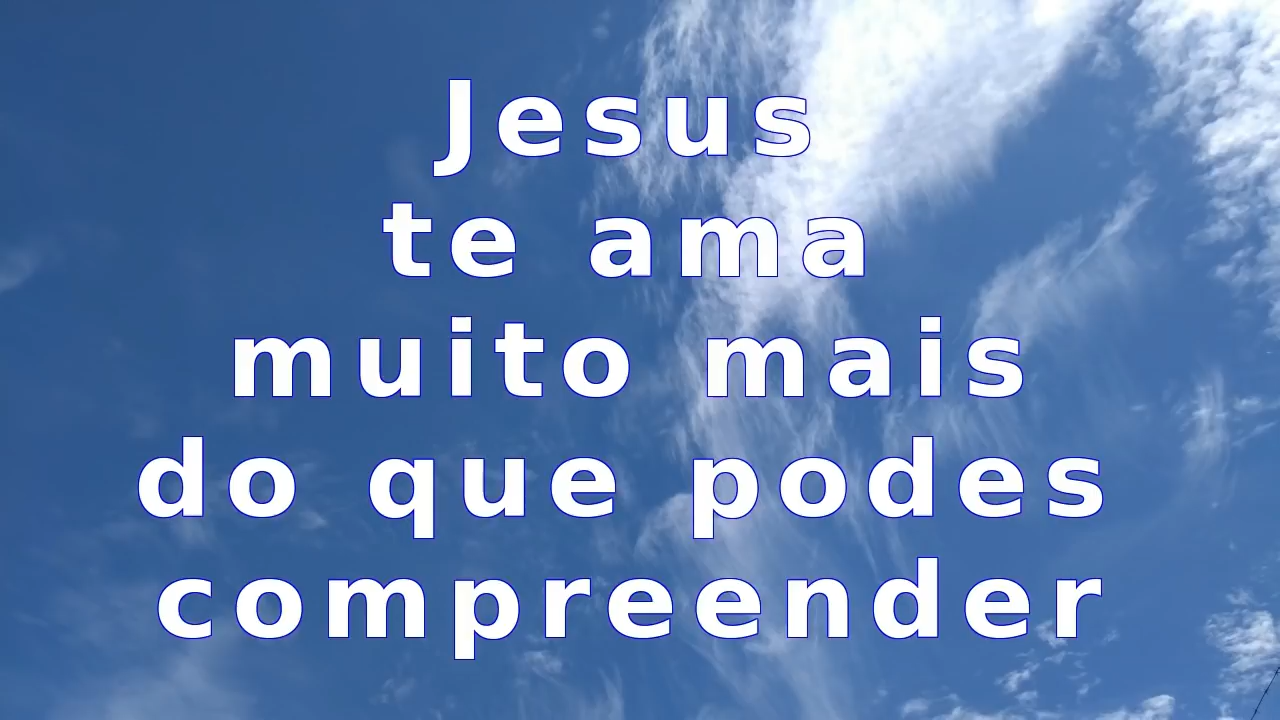 Jesus
te ama
muito mais
do que podes
compreender